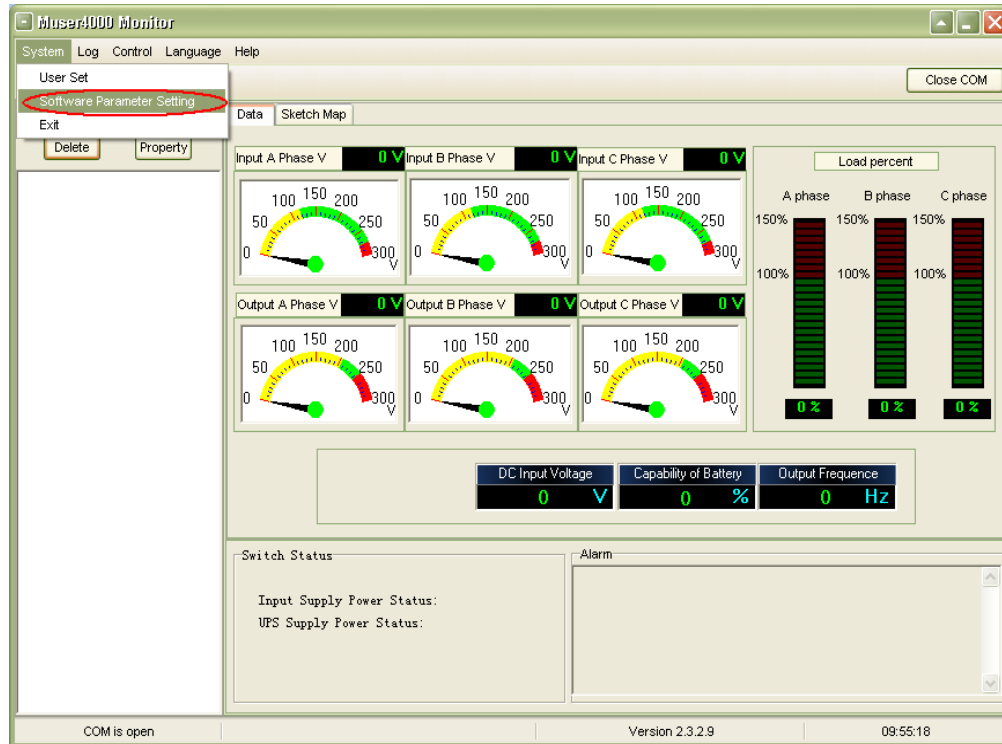 Muser4000 Monitor
System Log Control Language Help
User Set
Software Parameter Setting
Exit
Close COM
Delete Property
Data Sketch Map
Input A Phase V 0 V Input B Phase V 0 V Input C Phase V 0 V
0 50 100 150 200 250 300 V
0 50 100 150 200 250 300 V
0 50 100 150 200 250 300 V
Output A Phase V 0 V Output B Phase V 0 V Output C Phase V 0 V
0 50 100 150 200 250 300 V
0 50 100 150 200 250 300 V
0 50 100 150 200 250 300 V
Load percent
A phase B phase C phase
150% 150% 150%
100% 100% 100%
0 % 0 % 0 %
DC Input Voltage Capability of Battery Output Frequence
0 V 0 % 0 Hz
Switch Status
Input Supply Power Status:
UPS Supply Power Status:
Alarm
COM is open Version 2.3.2.9 09:55:18